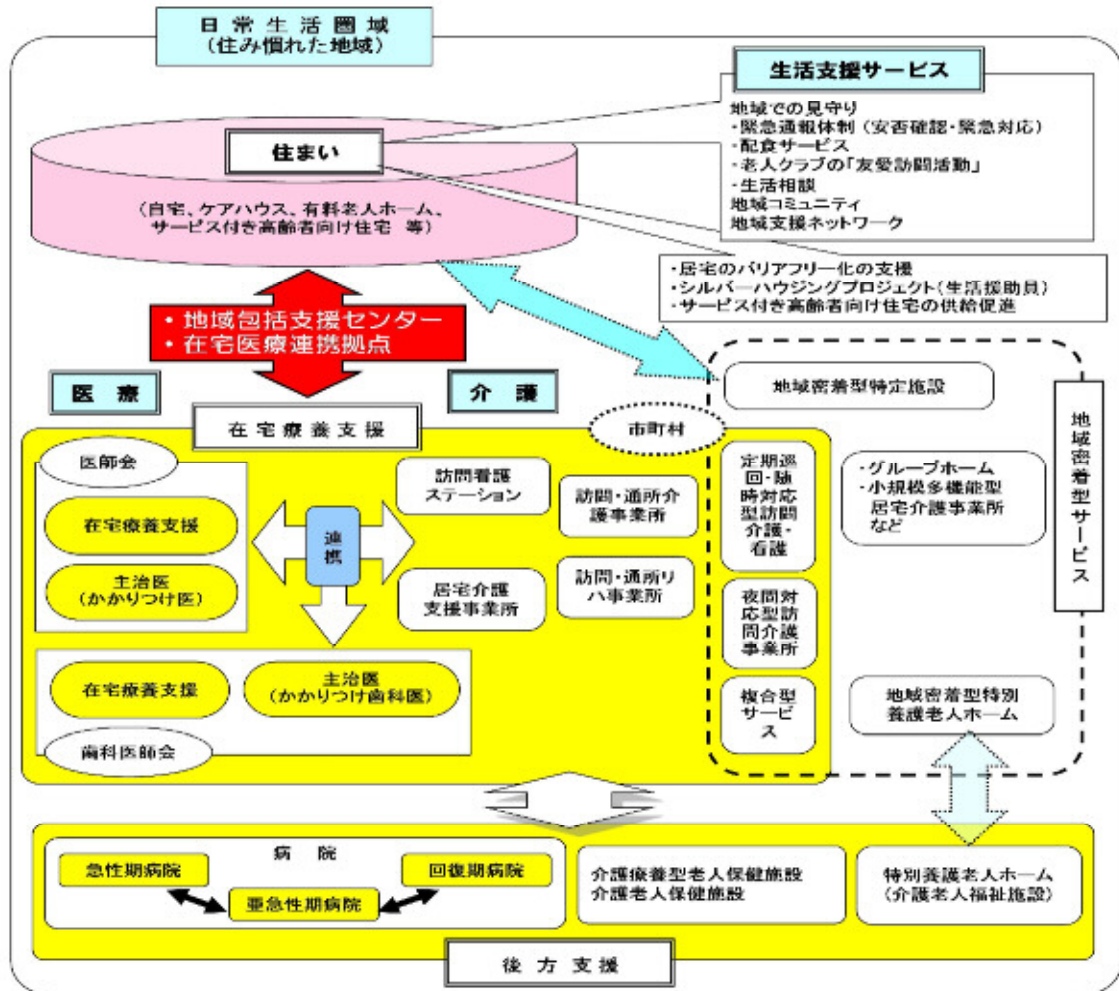 日常生活圏域
(住み慣れた地域)
生活支援サービス
地域での見守り
・緊急通報体制(安否確認・緊急対応)
・配食サービス
・老人クラブの「友愛訪問活動」
・生活相談
地域コミュニティ
地域支援ネットワーク
住まい
(自宅、ケアハウス、有料老人ホーム、
サービス付き高齢者向け住宅 等)
・居宅のバリアフリー化の支援
・シルバーハウジングプロジェクト(生活援助員)
・サービス付き高齢者向け住宅の供給促進
・地域包括支援センター
・在宅医療連携拠点
医療
介護
在宅療養支援
市町村
地域密着型特定施設
地域密着型サービス
医師会
在宅療養支援
主治医
(かかりつけ医)
連携
訪問看護
ステーション
訪問・通所介
護事業所
居宅介護
支援事業所
訪問・通所リ
ハ事業所
定期巡
回・随
時対応
型訪問
介護・
看護
・グループホーム
・小規模多機能型
居宅介護事業所
など
夜間対
応型訪
問介護
事業所
在宅療養支援
主治医
(かかりつけ歯科医)
歯科医師会
複合型
サービ
ス
地域密着型特別
養護老人ホーム
病院
急性期病院
回復期病院
亜急性期病院
介護療養型老人保健施設
介護老人保健施設
特別養護老人ホーム
(介護老人福祉施設)
後方支援